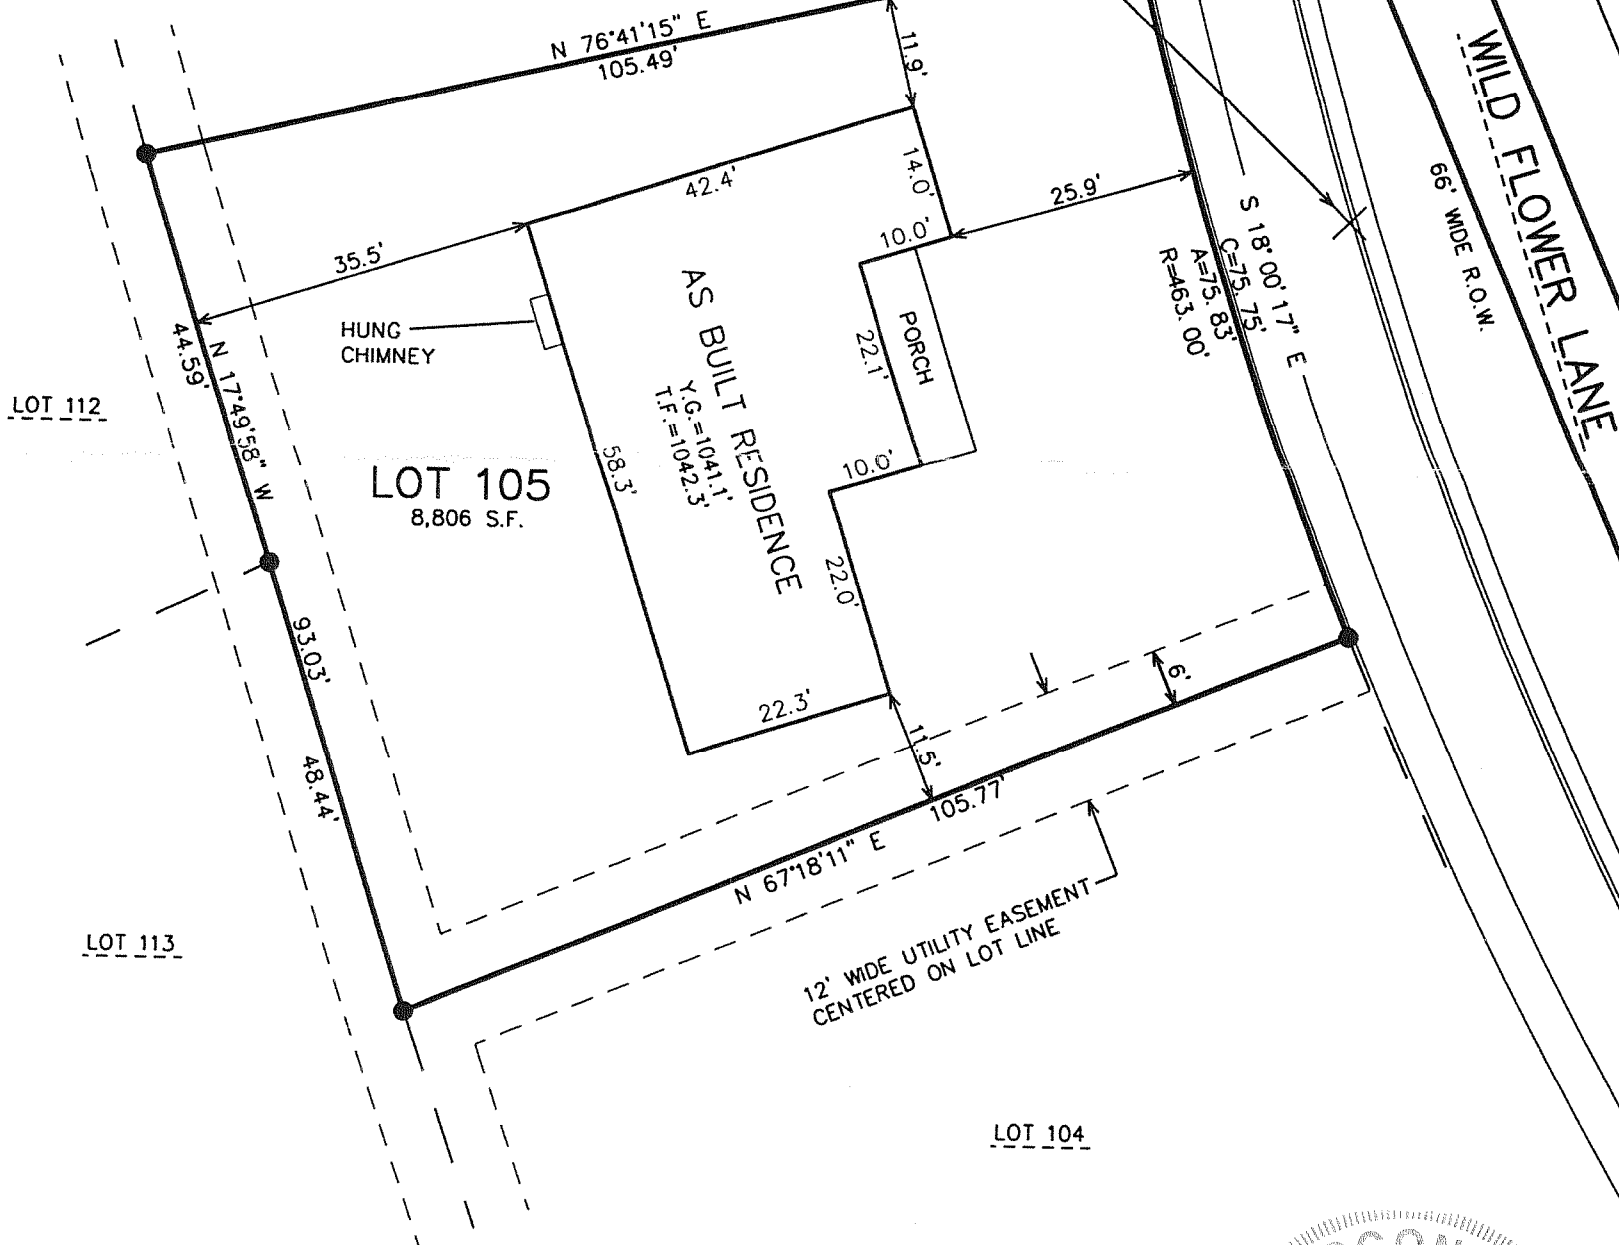 N 76°41'15" E
105.49'
11.9'
WILD FLOWER LANE
66' WIDE R.O.W.
42.4'
14.0'
25.9'
10.0'
35.5'
S 18°00'17" E
C=75.75'
A=75.83'
R=463.00'
HUNG
CHIMNEY
PORCH
22.1'
AS BUILT RESIDENCE
Y.G.=1041.1'
T.F.=1042.3'
N 17°49'58" W
44.59'
LOT 112
58.3'
10.0'
LOT 105
8,806 S.F.
22.0'
93.03'
22.3'
6'
11.5'
48.44'
105.77'
N 67°18'11" E
12' WIDE UTILITY EASEMENT
CENTERED ON LOT LINE
LOT 113
LOT 104